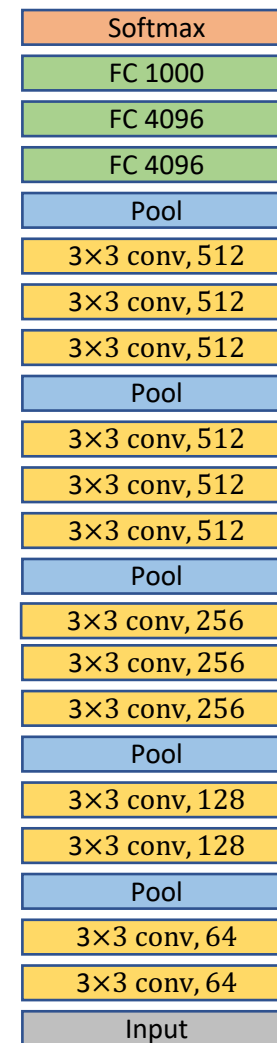 Softmax
FC 1000
FC 4096
FC 4096
Pool
3×3 conv, 512
3×3 conv, 512
3×3 conv, 512
Pool
3×3 conv, 512
3×3 conv, 512
3×3 conv, 512
Pool
3×3 conv, 256
3×3 conv, 256
3×3 conv, 256
Pool
3×3 conv, 128
3×3 conv, 128
Pool
3×3 conv, 64
3×3 conv, 64
Input